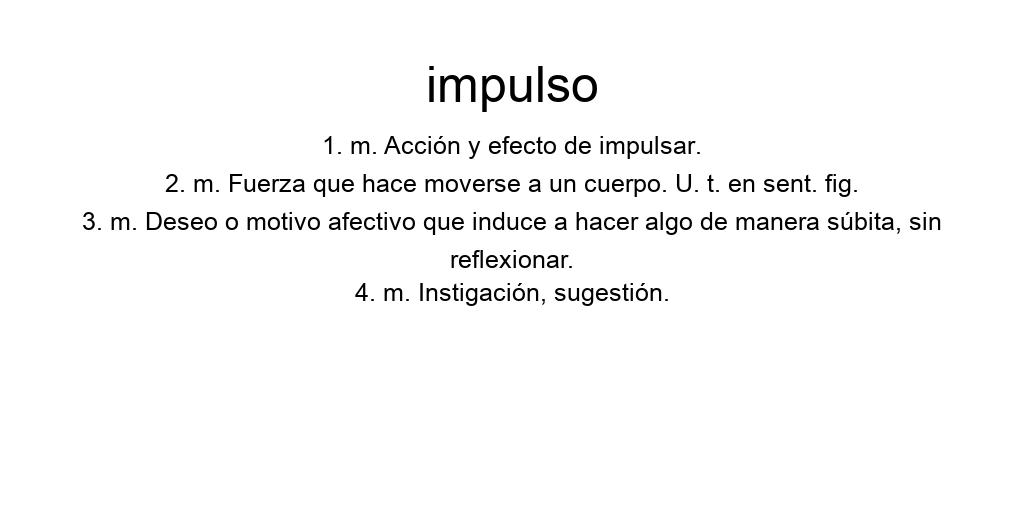 impulso
1. m. Acción y efecto de impulsar.
2. m. Fuerza que hace moverse a un cuerpo. U. t. en sent. fig.
3. m. Deseo o motivo afectivo que induce a hacer algo de manera súbita, sin
reflexionar.
4. m. Instigación, sugestión.